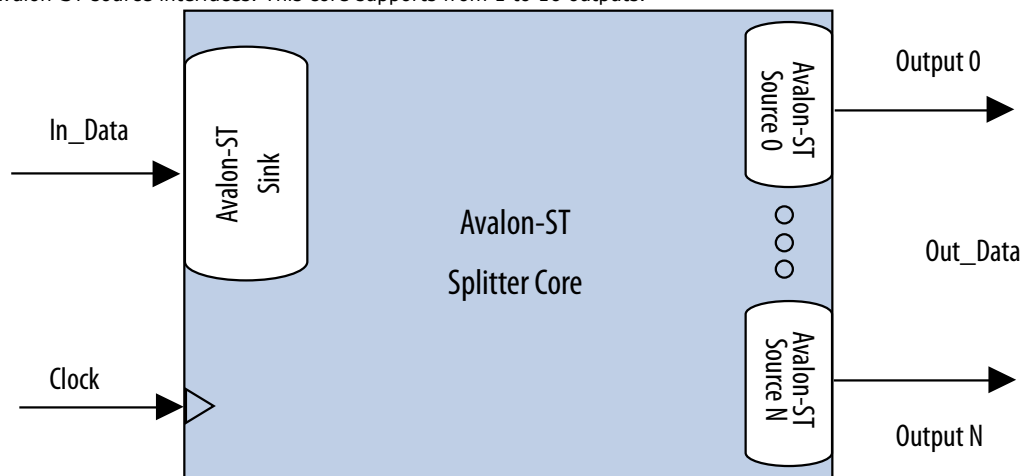 Avalon-ST Source interfaces. This core supports from 1 to 16 outputs.
Output 0
Avalon-ST
Source 0
In_Data
Avalon-ST
Sink
Avalon-ST
Splitter Core
Out_Data
Clock
Avalon-ST
Source N
Output N